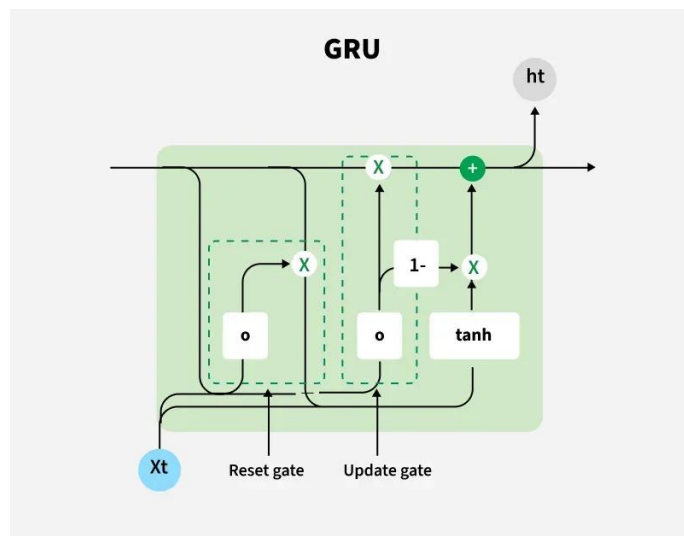 GRU
ht
X
+
X
1-
X
o
o
tanh
Xt
Reset gate
Update gate